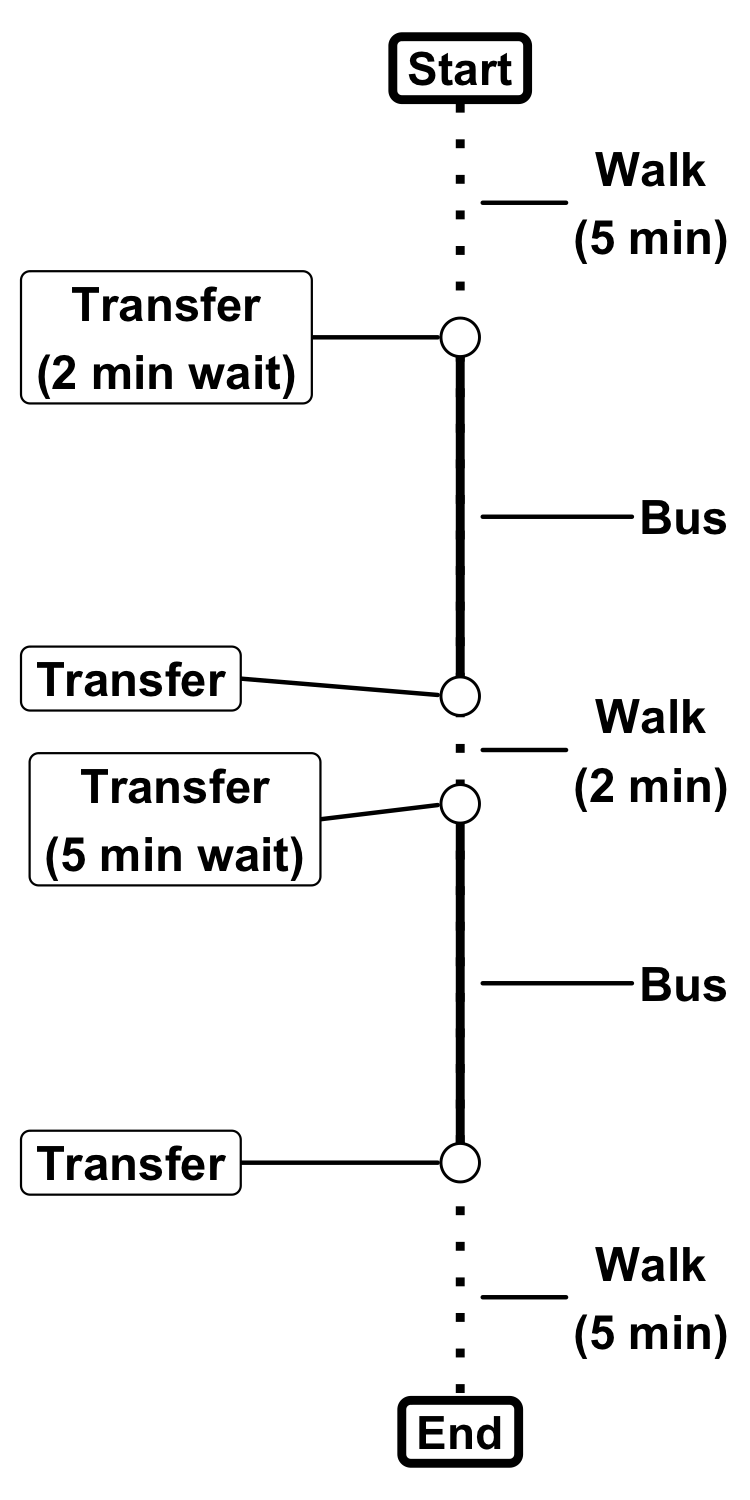 Start
Walk
(5 min)
Transfer
(2 min wait)
Bus
Transfer
Walk
(2 min)
Transfer
(5 min wait)
Bus
Transfer
Walk
(5 min)
End